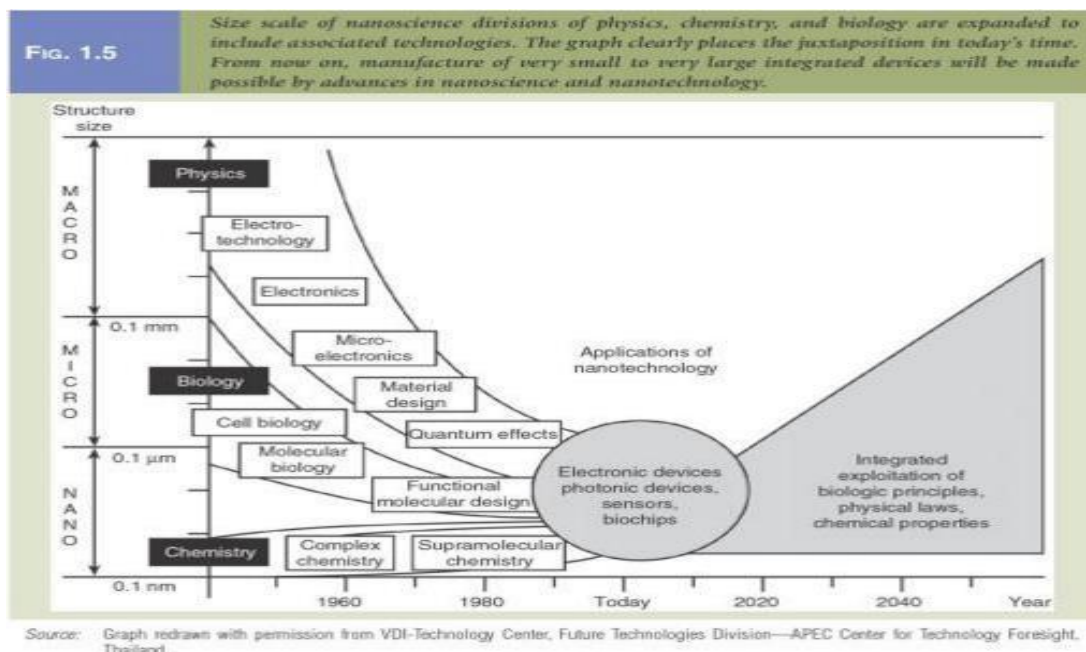 FIG. 1.5
Size scale of nanoscience divisions of physics, chemistry, and biology are expanded to
include associated technologies. The graph clearly places the juxtaposition in today's time.
From now on, manufacture of very small to very large integrated devices will be made
possible by advances in nanoscience and nanotechnology.
Structure
size
MACRO
Physics
Electro-
technology
Electronics
0.1 mm
MICRO
Micro-
electronics
Applications of
nanotechnology
Biology
Material
design
Cell biology
Quantum effects
0.1 μm
NANO
Molecular
biology
Functional
molecular design
Electronic devices
photonic devices,
sensors,
biochips
Integrated
exploitation of
biologic principles,
physical laws,
chemical properties
Chemistry
Complex
chemistry
Supramolecular
chemistry
0.1 nm
1960
1980
Today
2020
2040
Year
Source: Graph redrawn with permission from VDI-Technology Center, Future Technologies Division—APEC Center for Technology Foresight,
Thailand